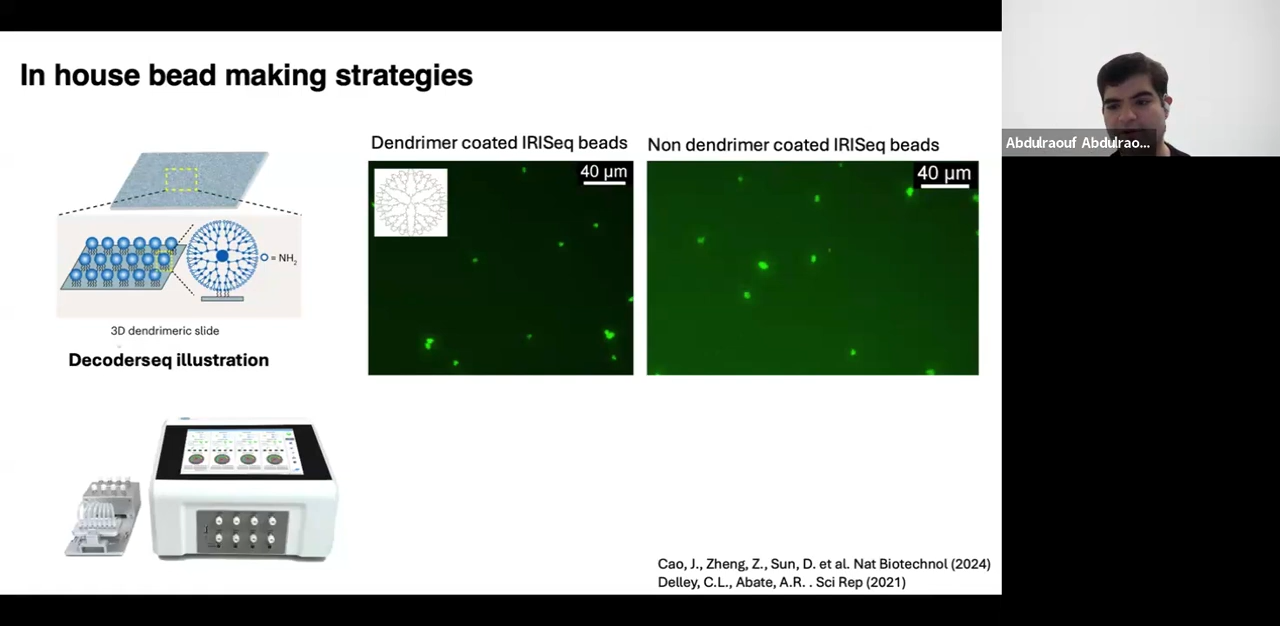 In house bead making strategies
Dendrimer coated IRISeq beads
Non dendrimer coated IRISeq beads
40 µm
40 µm
= NH2
3D dendrimeric slide
Decoderseq illustration
Cao, J., Zheng, Z., Sun, D. et al. Nat Biotechnol (2024)
Delley, C.L., Abate, A.R. . Sci Rep (2021)
Abdulraouf Abdulrao...